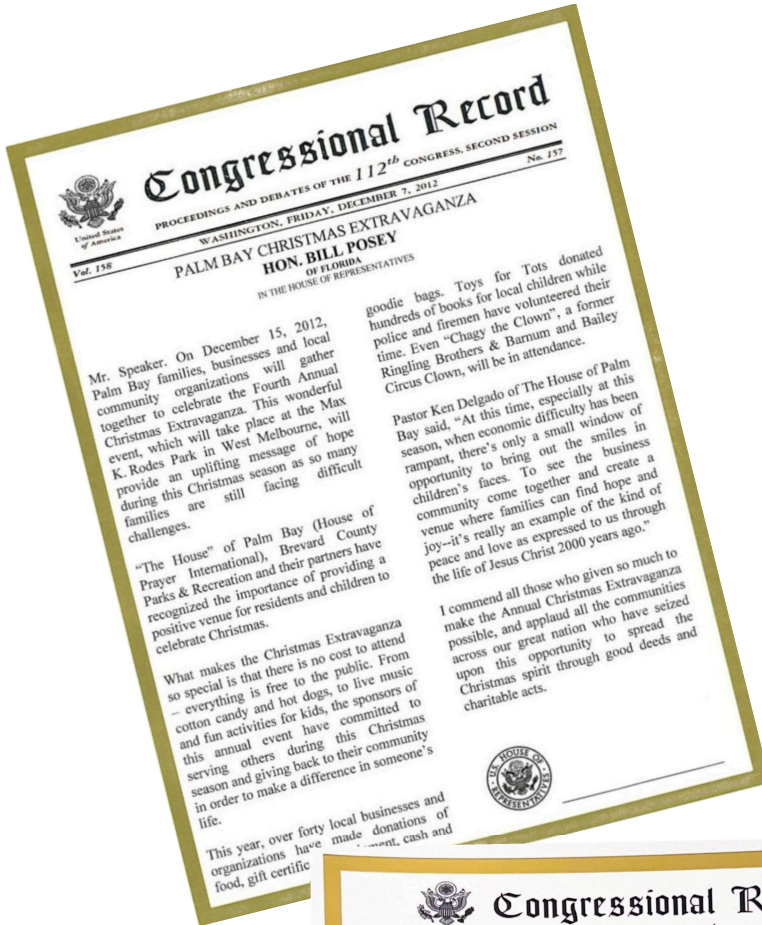 Congressional Record
United States
of America
PROCEEDINGS AND DEBATES OF THE 112th CONGRESS, SECOND SESSION
Vol. 158
WASHINGTON, FRIDAY, DECEMBER 7, 2012
No. 157
PALM BAY CHRISTMAS EXTRAVAGANZA
HON. BILL POSEY
OF FLORIDA
IN THE HOUSE OF REPRESENTATIVES
Mr. Speaker. On December 15, 2012,
Palm Bay families, businesses and local
community organizations will gather
together to celebrate the Fourth Annual
Christmas Extravaganza. This wonderful
event, which will take place at the Max
K. Rodes Park in West Melbourne, will
provide an uplifting message of hope
during this Christmas season as so many
families are still facing difficult
challenges.
"The House" of Palm Bay (House of
Prayer International), Brevard County
Parks & Recreation and their partners have
recognized the importance of providing a
positive venue for residents and children to
celebrate Christmas.
What makes the Christmas Extravaganza
so special is that there is no cost to attend
– everything is free to the public. From
cotton candy and hot dogs, to live music
and fun activities for kids, the sponsors of
this annual event have committed to
serving others during this Christmas
season and giving back to their community
in order to make a difference in someone's
life.
This year, over forty local businesses and
organizations have made donations of
food, gift cash and
goodie bags. Toys for Tots donated
hundreds of books for local children while
police and firemen have volunteered their
time. Even "Chagy the Clown", a former
Ringling Brothers & Barnum and Bailey
Circus Clown, will be in attendance.
Pastor Ken Delgado of The House of Palm
Bay said, "At this time, especially at this
season, when economic difficulty has been
rampant, there's only a small window of
opportunity to bring out the smiles in
children's faces. To see the business
community come together and create a
venue where families can find hope and
joy--it's really an example of the kind of
peace and love as expressed to us through
the life of Jesus Christ 2000 years ago."
I commend all those who given so much to
make the Annual Christmas Extravaganza
possible, and applaud all the communities
across our great nation who have seized
upon this opportunity to spread the
Christmas spirit through good deeds and
charitable acts.
U.S. HOUSE OF REPRESENTATIVES
Congressional R